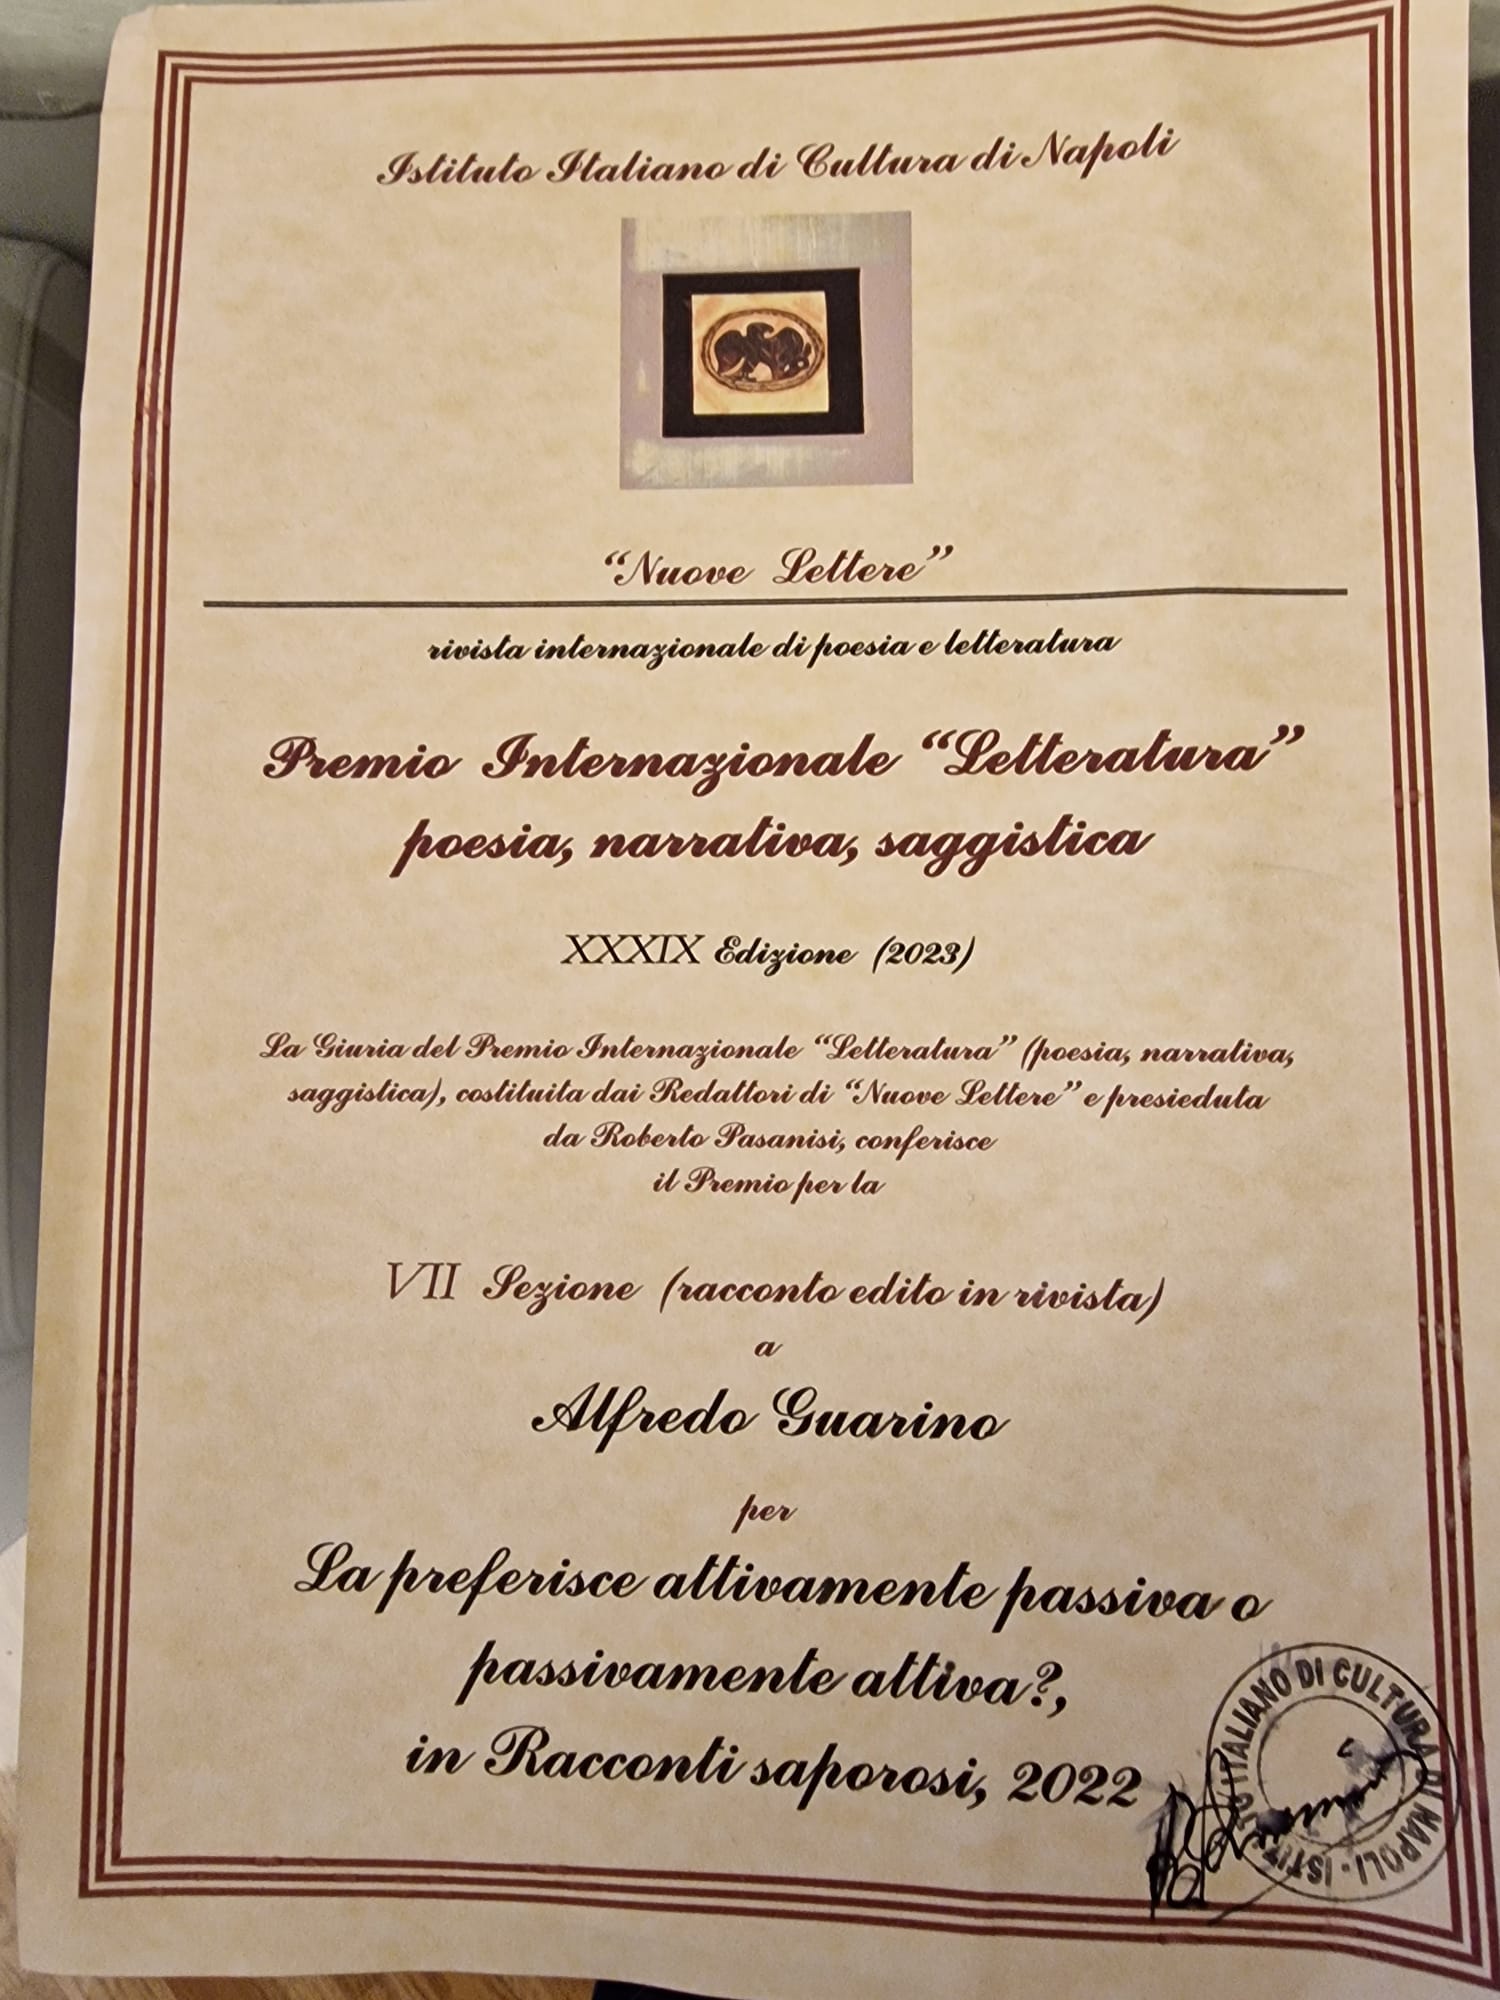 Istituto Italiano di Cultura di Napoli
“Nuove Lettere”
rivista internazionale di poesia e letteratura
Premio Internazionale “Letteratura”
poesia, narrativa, saggistica
XXXIX Edizione (2023)
La Giuria del Premio Internazionale “Letteratura” (poesia, narrativa,
saggistica), costituita dai Redattori di “Nuove Lettere” e presieduta
da Roberto Pasanisi, conferisce
il Premio per la
VII Sezione (racconto edito in rivista)
a
Alfredo Guarino
per
La preferisce attivamente passiva o
passivamente attiva?,
in Racconti saporosi, 2022
ISTITUTO ITALIANO DI CULTURA DI NAPOLI -